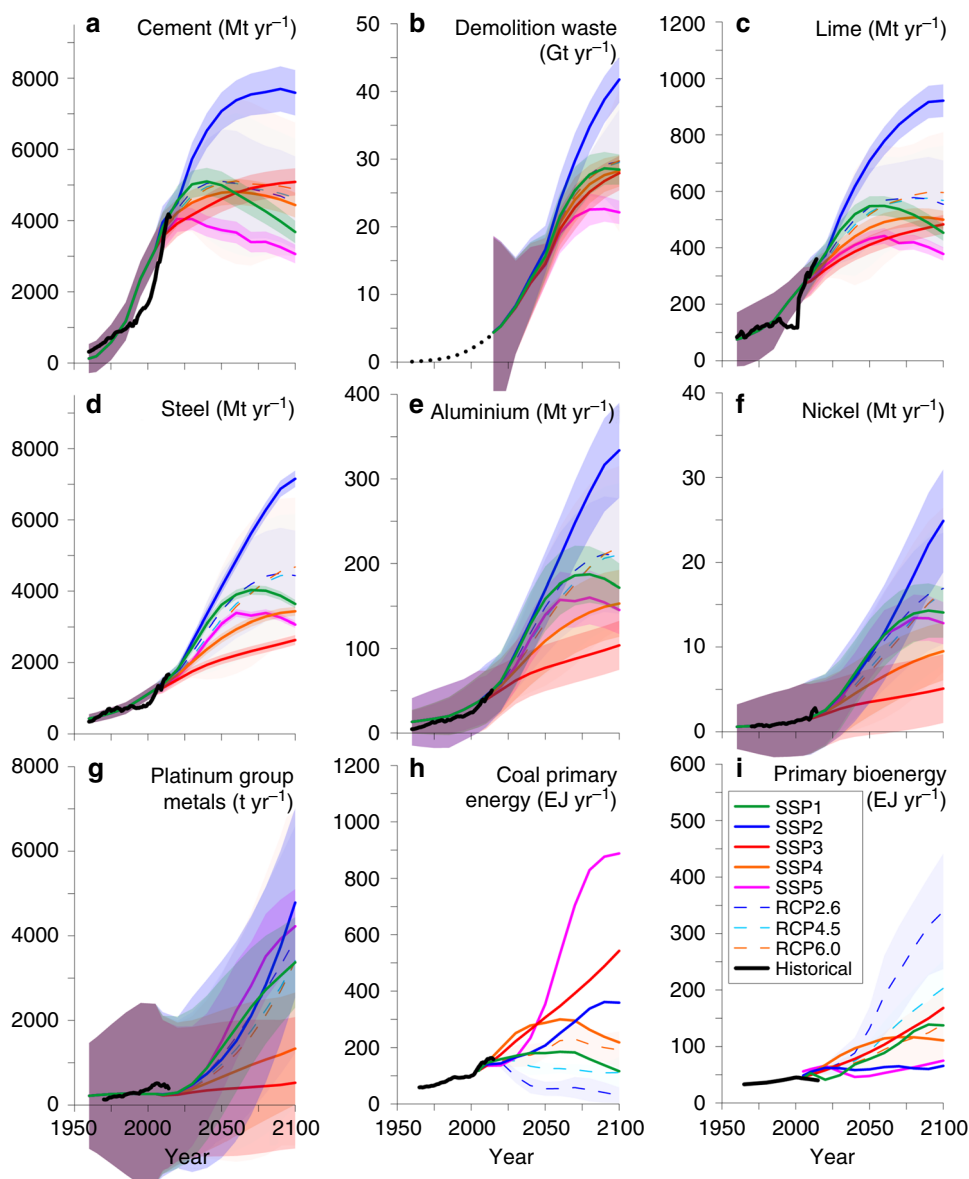 a
Cement (Mt yr⁻¹)
8000
6000
4000
2000
0
b
Demolition waste
(Gt yr⁻¹)
50
40
30
20
10
0
c
Lime (Mt yr⁻¹)
1200
1000
800
600
400
200
0
d
Steel (Mt yr⁻¹)
8000
6000
4000
2000
0
e
Aluminium (Mt yr⁻¹)
400
300
200
100
0
f
Nickel (Mt yr⁻¹)
40
30
20
10
0
g
Platinum group
metals (t yr⁻¹)
8000
6000
4000
2000
0
1950 2000 2050 2100
Year
h
Coal primary
energy (EJ yr⁻¹)
1200
1000
800
600
400
200
0
1950 2000 2050 2100
Year
i
Primary bioenergy
(EJ yr⁻¹)
600
500
400
300
200
150
100
50
0
SSP1
SSP2
SSP3
SSP4
SSP5
RCP2.6
RCP4.5
RCP6.0
Historical
1950 2000 2050 2100
Year